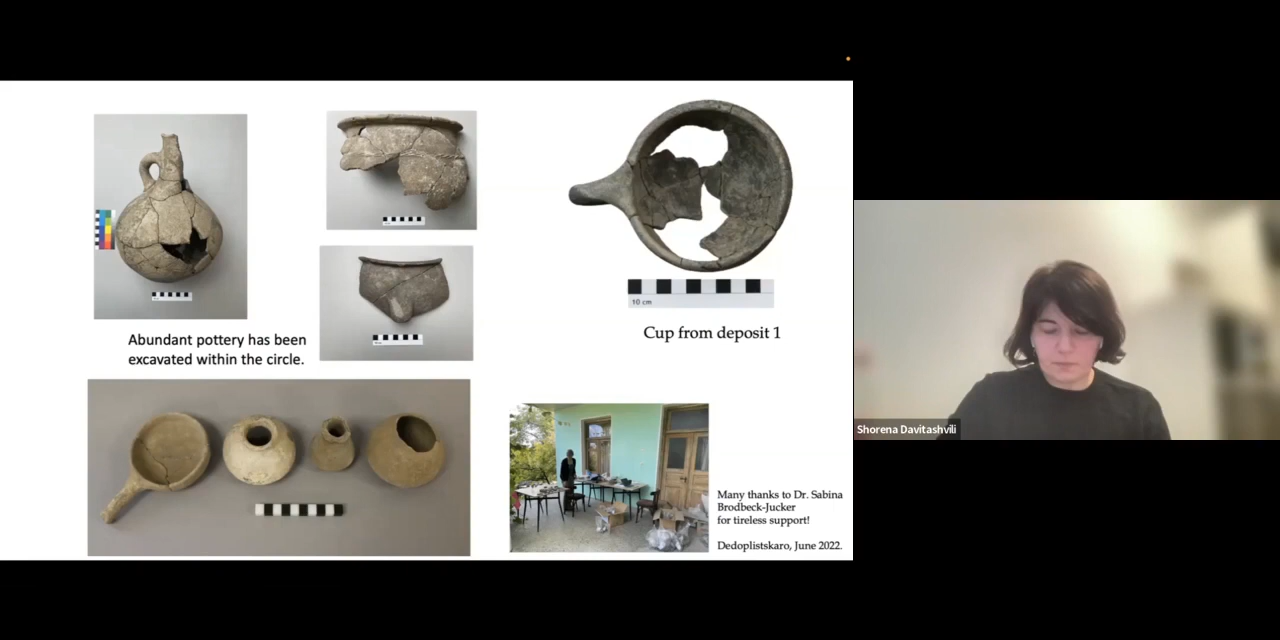 Abundant pottery has been
excavated within the circle.
10 cm
Cup from deposit 1
Many thanks to Dr. Sabina
Brodbeck-Jucker
for tireless support!
Dedoplistskaro, June 2022.
Shorena Davitashvili